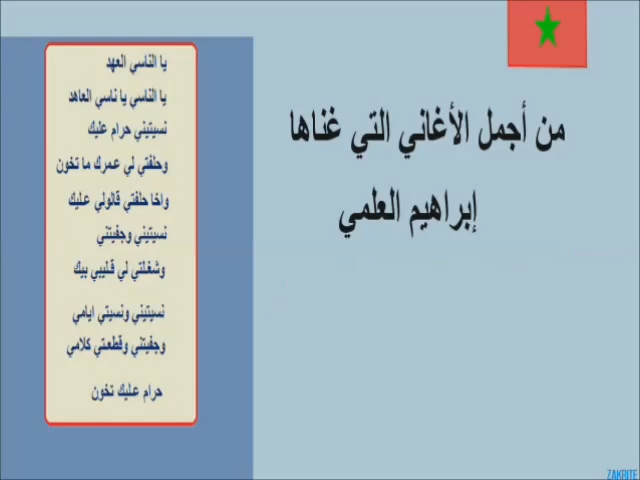 من أجمل الأغاني التي غناها
إبراهيم العلمي
يا الناسي العهد
يا الناسي يا ناسي العاهد
نسيتيني حرام عليك
وحلفتي لي عمرك ما تخون
واخا حلفتي قالولي عليك
نسيتيني وجفيتني
وشغلتي لي قليبي بيك
نسيتيني ونسيتي ايامي
وجفيتني وقطعتي كلامي
حرام عليك تخون
ZAKRITE